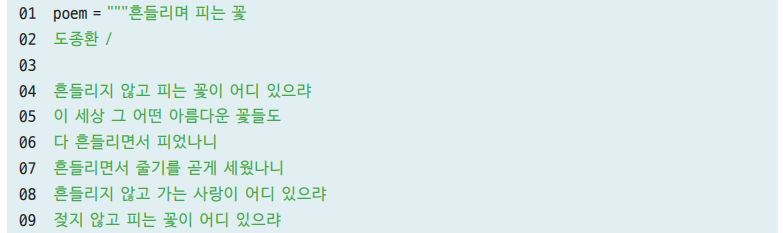 01 poem = """흔들리며 피는 꽃
02 도종환 /
03
04 흔들리지 않고 피는 꽃이 어디 있으랴
05 이 세상 그 어떤 아름다운 꽃들도
06 다 흔들리면서 피었나니
07 흔들리면서 줄기를 곧게 세웠나니
08 흔들리지 않고 가는 사랑이 어디 있으랴
09 젖지 않고 피는 꽃이 어디 있으랴